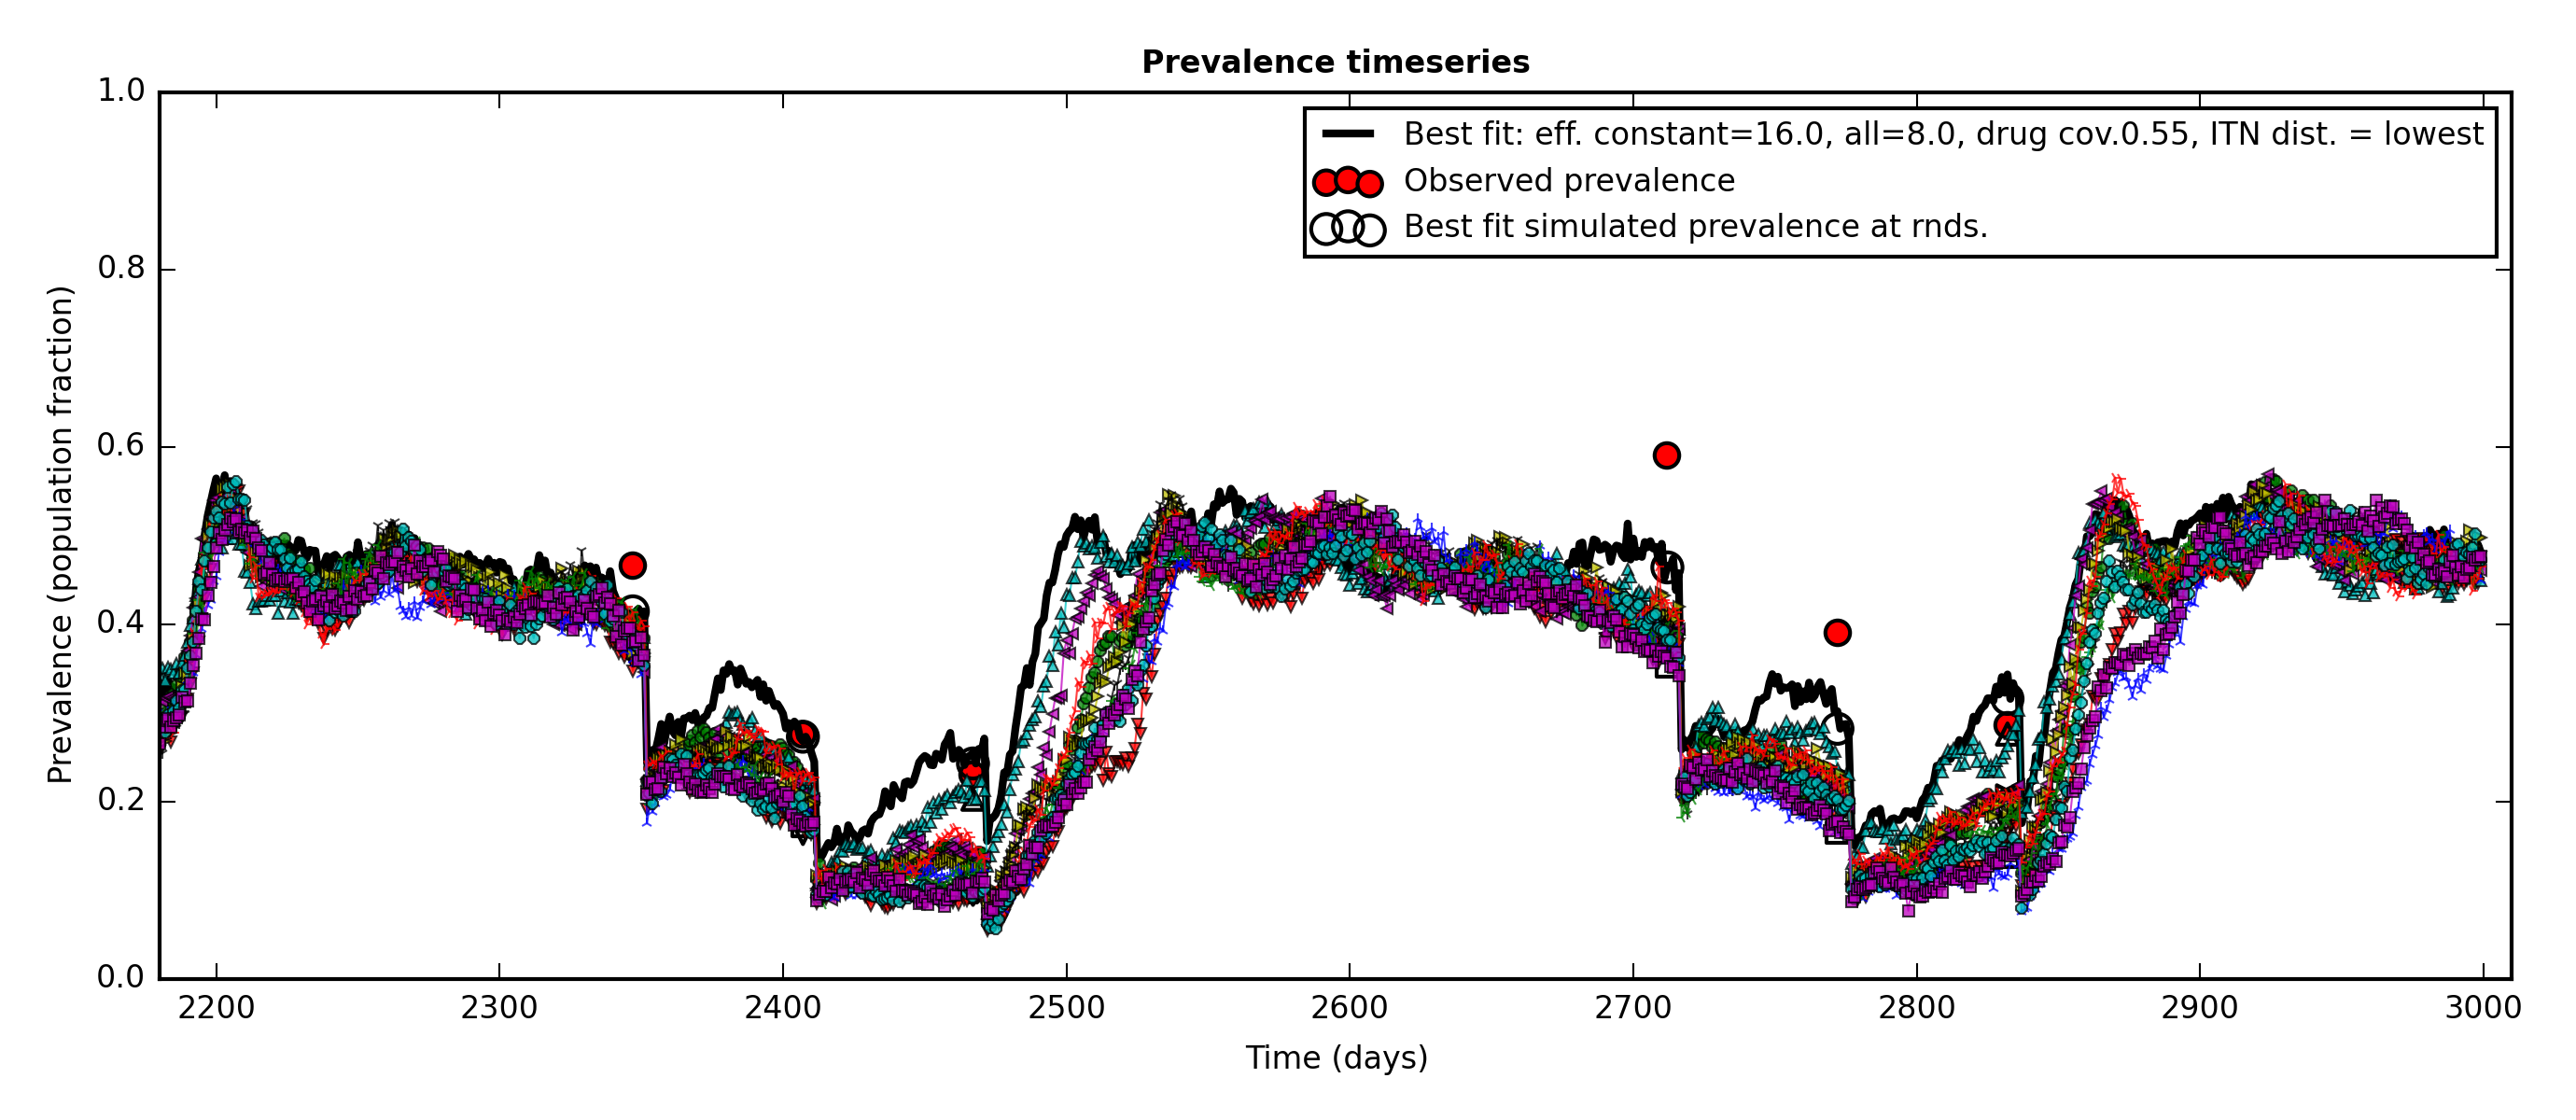 Prevalence timeseries
1.0
0.8
0.6
0.4
0.2
0.0
Prevalence (population fraction)
Best fit: eff. constant=16.0, all=8.0, drug cov.0.55, ITN dist. = lowest
Observed prevalence
Best fit simulated prevalence at rnds.
2200 2300 2400 2500 2600 2700 2800 2900 3000
Time (days)